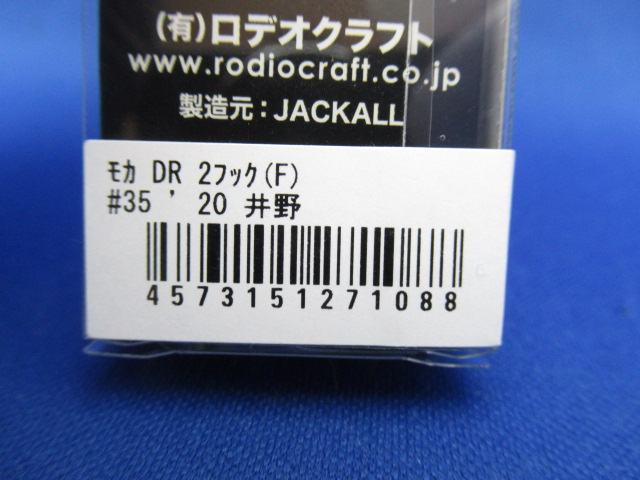 (有)ロデオクラフト
www.rodiocraft.co.jp
製造元：JACKALL
ﾓｶ DR 2ﾌｯｸ(F)
#35 ' 20 井野
4573151271088